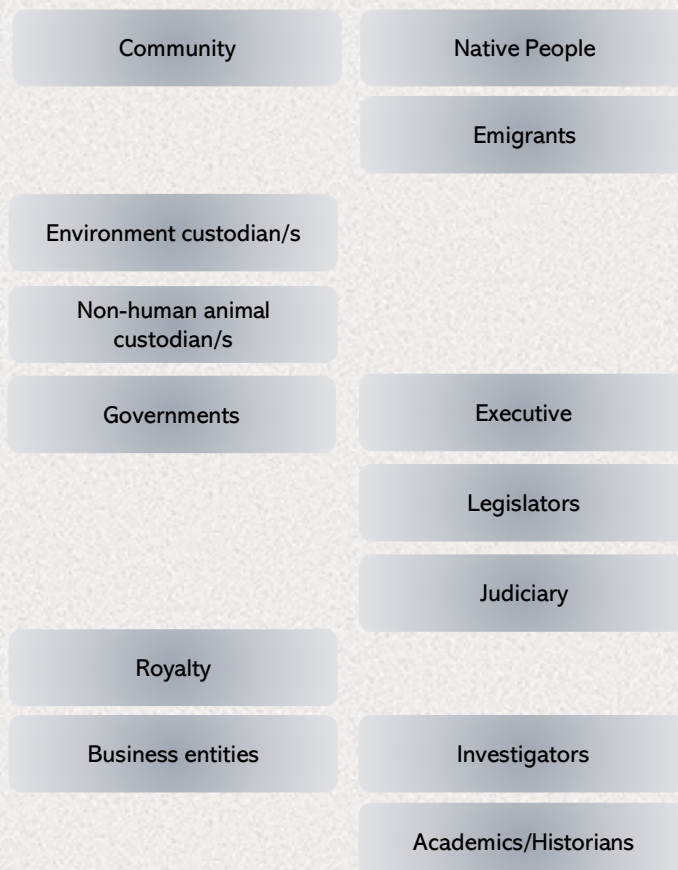 Community
Native People
Emigrants
Environment custodian/s
Non-human animal
custodian/s
Governments
Executive
Legislators
Judiciary
Royalty
Business entities
Investigators
Academics/Historians